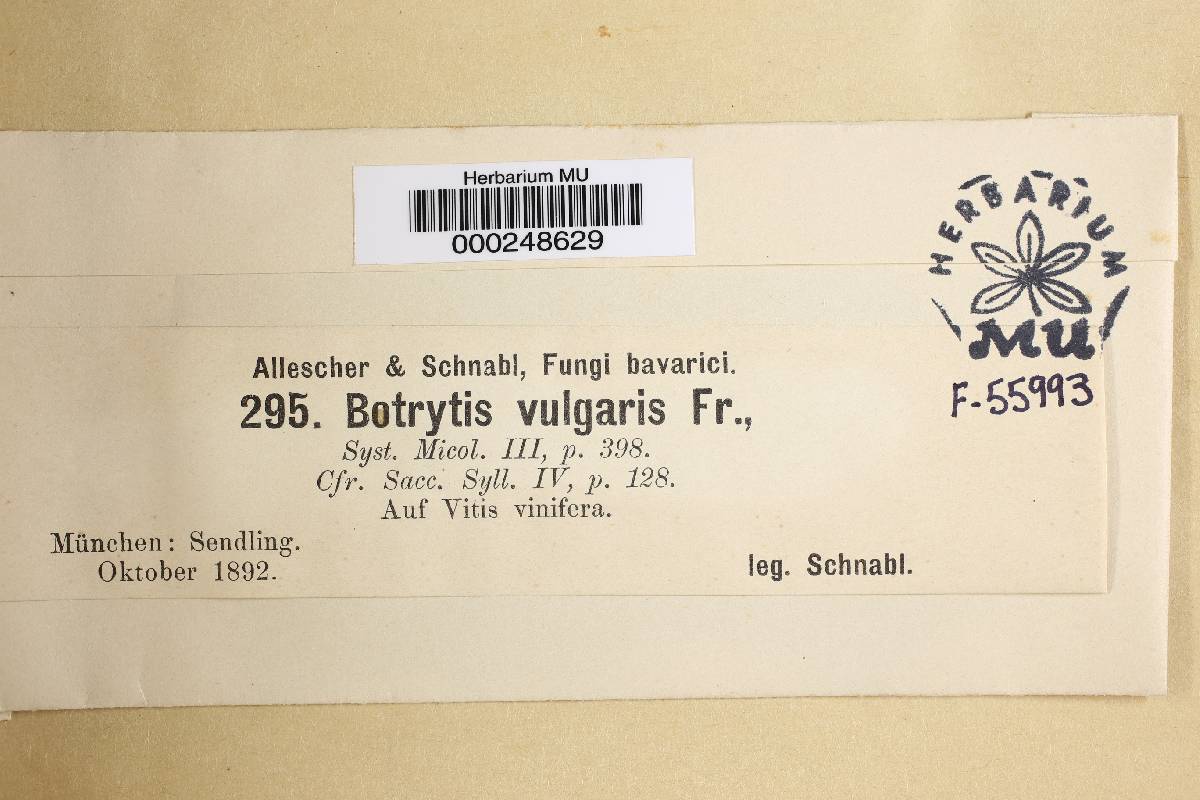 Herbarium MU
000248629
HERBARIUM
MU
F-55993
Allescher & Schnabl, Fungi bavarici.
295. Botrytis vulgaris Fr.,
Syst. Micol. III, p. 398.
Cfr. Sacc. Syll. IV, p. 128.
Auf Vitis vinifera.
München: Sendling.
Oktober 1892.
leg. Schnabl.